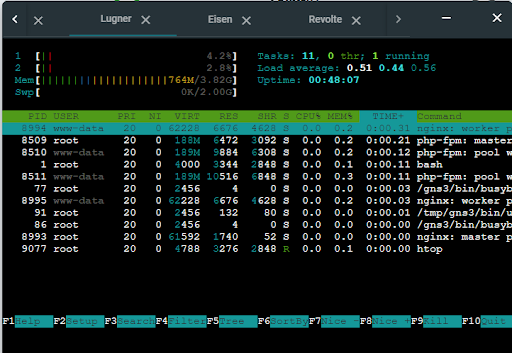 Lugner × Eisen × Revolte × > − ×
1 [|| 4.2%] Tasks: 11, 0 thr; 1 running
2 [|| 2.8%] Load average: 0.51 0.44 0.56
Mem[||||||||||||||||||||||||764M/3.82G] Uptime: 00:48:07
Swp[ 0K/2.00G]
PID USER PRI NI VIRT RES SHR S CPU% MEM% TIME+ Command
8994 www-data 20 0 62228 6676 4628 S 0.0 0.2 0:00.31 nginx: worker p
8509 root 20 0 188M 6472 3092 S 0.0 0.2 0:00.21 php-fpm: master
8510 www-data 20 0 189M 9884 6308 S 0.0 0.2 0:00.12 php-fpm: pool w
1 root 20 0 4000 3344 2848 S 0.0 0.1 0:00.11 bash
8511 www-data 20 0 189M 10516 6848 S 0.0 0.3 0:00.11 php-fpm: pool w
77 root 20 0 2456 4 0 S 0.0 0.0 0:00.03 /gns3/bin/busyb
8995 www-data 20 0 62228 6676 4628 S 0.0 0.2 0:00.03 nginx: worker p
91 root 20 0 2456 132 80 S 0.0 0.0 0:00.01 /tmp/gns3/bin/u
86 root 20 0 2456 4 0 S 0.0 0.0 0:00.00 /gns3/bin/busyb
8993 root 20 0 61592 1740 52 S 0.0 0.0 0:00.00 nginx: master p
9077 root 20 0 4788 3276 2848 R 0.0 0.1 0:00.00 htop
F1Help F2Setup F3Search F4Filter F5Tree F6SortBy F7Nice - F8Nice + F9Kill F10Quit